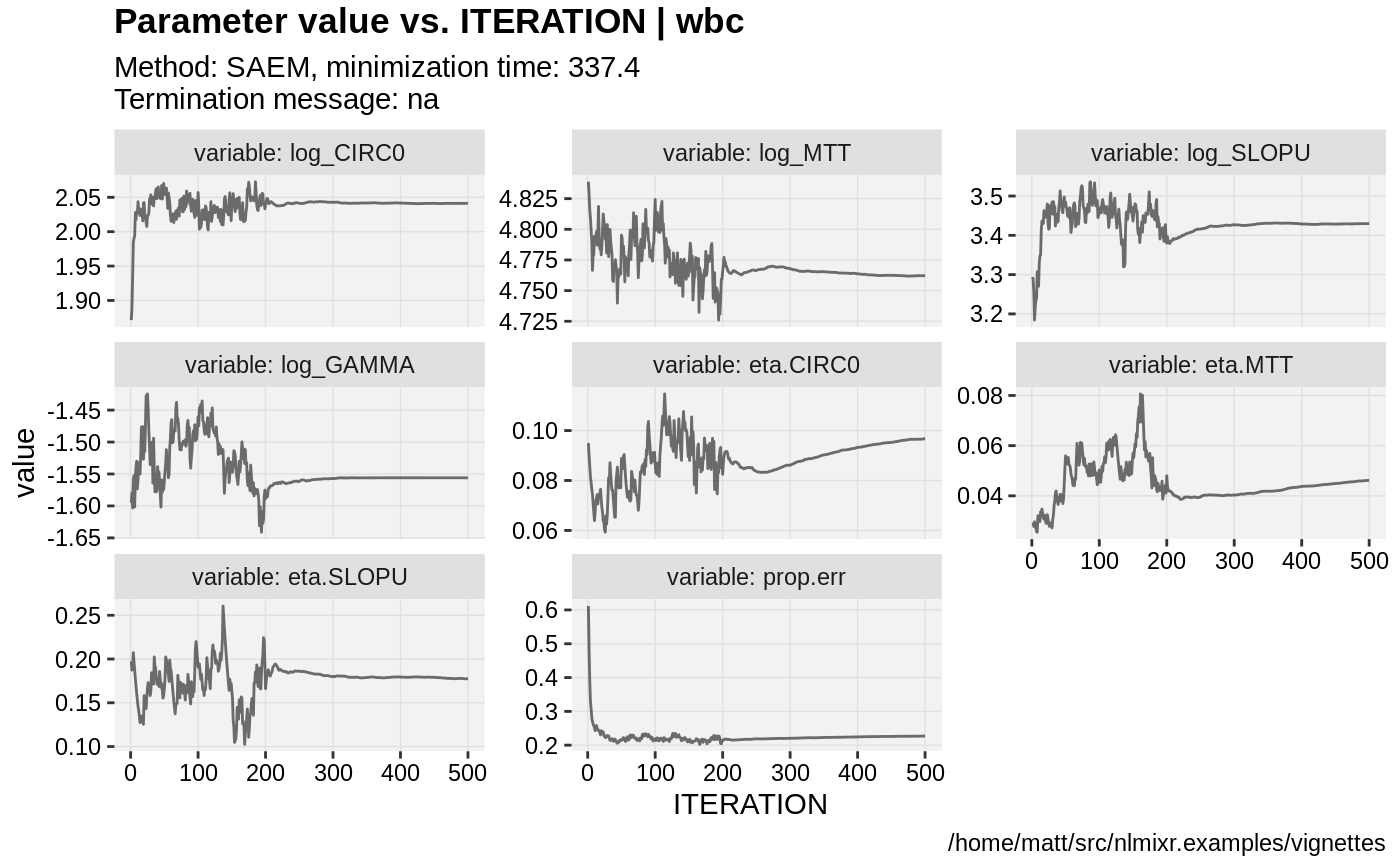 Parameter value vs. ITERATION | wbc
Method: SAEM, minimization time: 337.4
Termination message: na
variable: log_CIRC0
2.05
2.00
1.95
1.90
variable: log_MTT
4.825
4.800
4.775
4.750
4.725
variable: log_SLOPU
3.5
3.4
3.3
3.2
value
variable: log_GAMMA
-1.45
-1.50
-1.55
-1.60
-1.65
variable: eta.CIRC0
0.10
0.08
0.06
variable: eta.MTT
0.08
0.06
0.04
0 100 200 300 400 500
variable: eta.SLOPU
0.25
0.20
0.15
0.10
0 100 200 300 400 500
variable: prop.err
0.6
0.5
0.4
0.3
0.2
0 100 200 300 400 500
ITERATION
/home/matt/src/nlmixr.examples/vignettes